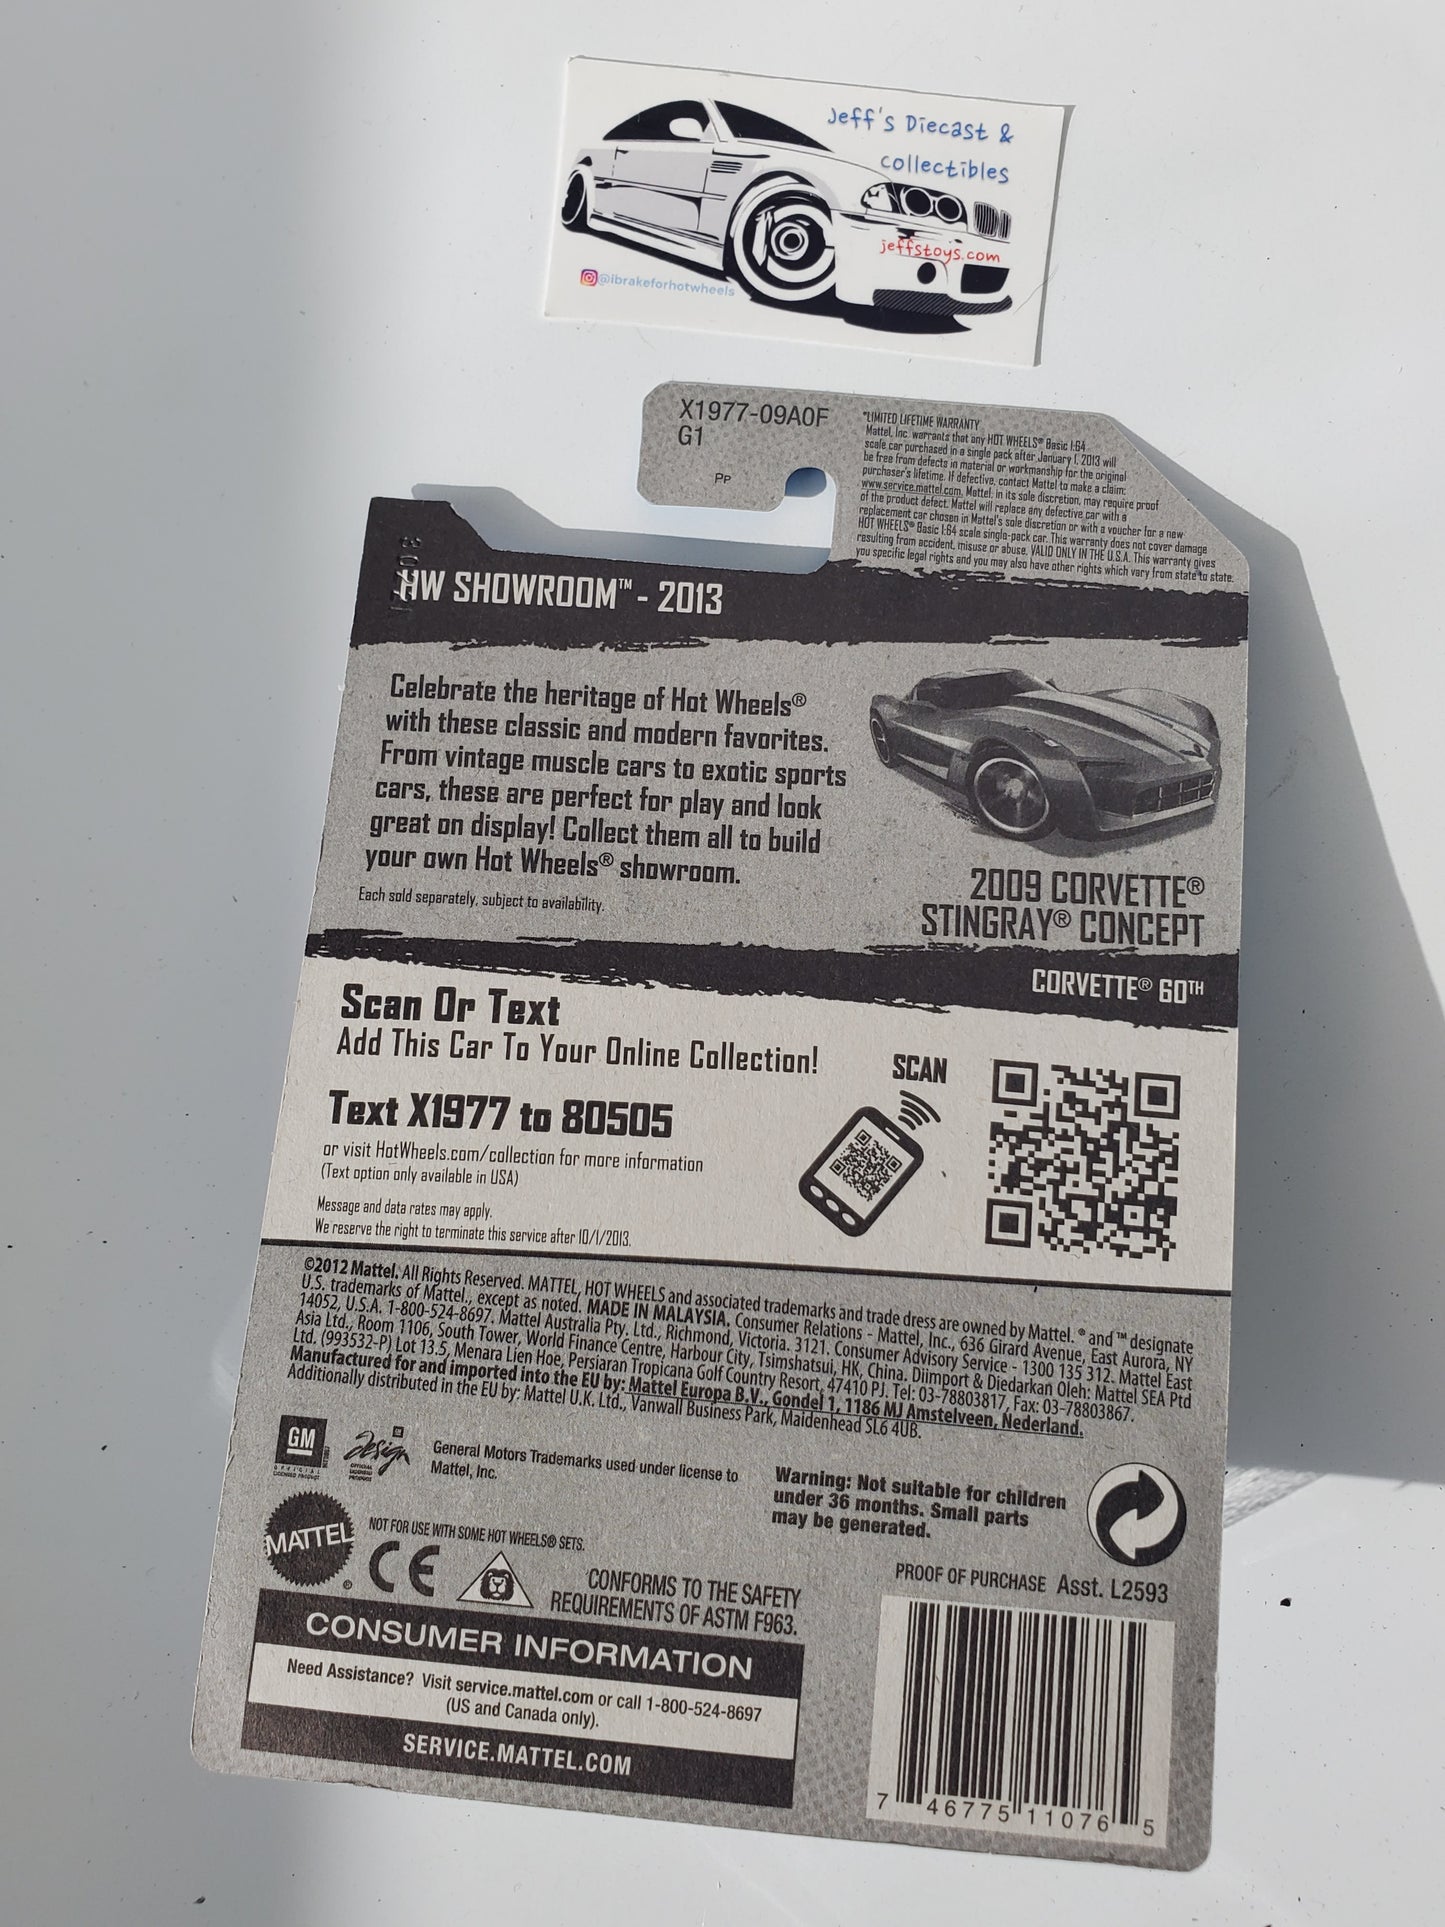 Jeff's Diecast &
collectibles
jeffstoys.com
@ibrakeforhotwheels
X1977-09A0F
G1
PP
*LIMITED LIFETIME WARRANTY
Mattel, Inc. warrants that any HOT WHEELS® Basic 1:64
scale car purchased in a single pack after January 1, 2013 will
be free from defects in material or workmanship for the original
purchaser's lifetime. If defective, contact Mattel to make a claim:
www.service.mattel.com. Mattel, in its sole discretion, may require proof
of the product defect. Mattel will replace any defective car with a
replacement car chosen in Mattel's sole discretion or with a voucher for a new
HOT WHEELS® Basic 1:64 scale single-pack car. This warranty does not cover damage
resulting from accident, misuse or abuse. VALID ONLY IN THE U.S.A. This warranty gives
you specific legal rights and you may also have other rights which vary from state to state.
HW SHOWROOM™ - 2013
Celebrate the heritage of Hot Wheels®
with these classic and modern favorites.
From vintage muscle cars to exotic sports
cars, these are perfect for play and look
great on display! Collect them all to build
your own Hot Wheels® showroom.
Each sold separately, subject to availability.
2009 CORVETTE®
STINGRAY® CONCEPT
CORVETTE® 60TH
Scan Or Text
Add This Car To Your Online Collection!
Text X1977 to 80505
or visit HotWheels.com/collection for more information
(Text option only available in USA)
Message and data rates may apply.
We reserve the right to terminate this service after 10/1/2013.
SCAN
©2012 Mattel. All Rights Reserved. MATTEL, HOT WHEELS and associated trademarks and trade dress are owned by Mattel. ® and ™ designate
U.S. trademarks of Mattel., except as noted. MADE IN MALAYSIA. Consumer Relations - Mattel, Inc., 636 Girard Avenue, East Aurora, NY
14052, U.S.A. 1-800-524-8697. Mattel Australia Pty. Ltd., Richmond, Victoria. 3121. Consumer Advisory Service - 1300 135 312. Mattel East
Asia Ltd., Room 1106, South Tower, World Finance Centre, Harbour City, Tsimshatsui, HK, China. Diimport & Diedarkan Oleh: Mattel SEA Ptd
Ltd. (993532-P) Lot 13.5, Menara Lien Hoe, Persiaran Tropicana Golf Country Resort, 47410 PJ. Tel: 03-78803817, Fax: 03-78803867.
Manufactured for and imported into the EU by: Mattel Europa B.V., Gondel 1, 1186 MJ Amstelveen, Nederland.
Additionally distributed in the EU by: Mattel U.K. Ltd., Vanwall Business Park, Maidenhead SL6 4UB.
GM
OFFICIAL
LICENSED PRODUCT
GM
Design
OFFICIAL
LICENSED
PRODUCT
General Motors Trademarks used under license to
Mattel, Inc.
Warning: Not suitable for children
under 36 months. Small parts
may be generated.
MATTEL®
NOT FOR USE WITH SOME HOT WHEELS® SETS.
CE
CONFORMS TO THE SAFETY
REQUIREMENTS OF ASTM F963.
PROOF OF PURCHASE Asst. L2593
CONSUMER INFORMATION
Need Assistance? Visit service.mattel.com or call 1-800-524-8697
(US and Canada only).
SERVICE.MATTEL.COM
7 46775 11076 5